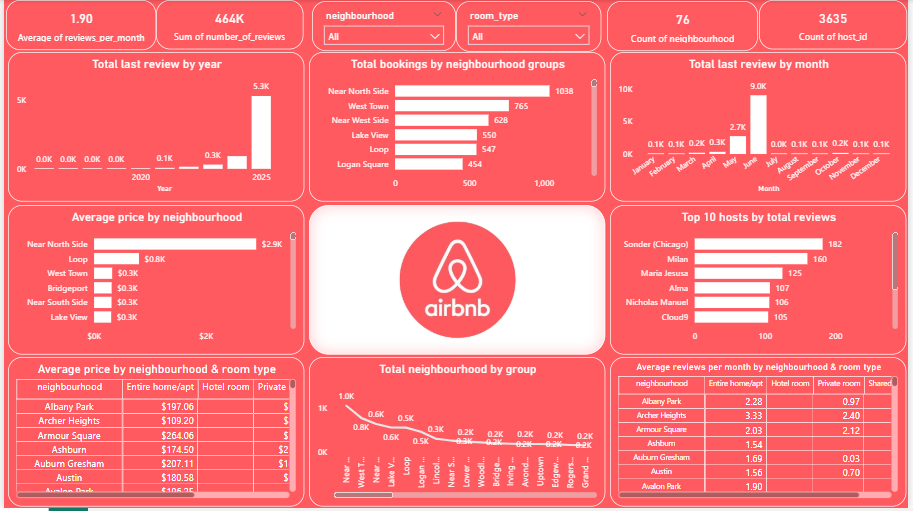 1.90
Average of reviews_per_month
464K
Sum of number_of_reviews
neighbourhood
All
room_type
All
76
Count of neighbourhood
3635
Count of host_id
Total last review by year
5K
0K
0.0K 0.0K 0.0K 0.0K 0.1K 0.3K 5.3K
2020 2025
Year
Total bookings by neighbourhood groups
Near North Side 1038
West Town 765
Near West Side 628
Lake View 550
Loop 547
Logan Square 454
0 500 1,000
Total last review by month
10K
5K
0K
0.1K 0.1K 0.2K 0.3K 2.7K 9.0K 0.0K 0.1K 0.1K 0.2K 0.1K 0.1K
January February March April May June July August September October November December
Month
Average price by neighbourhood
Near North Side $2.9K
Loop $0.8K
West Town $0.3K
Bridgeport $0.3K
Near South Side $0.3K
Lake View $0.3K
$0K $2K
airbnb
Top 10 hosts by total reviews
Sonder (Chicago) 182
Milan 160
Maria Jesusa 125
Alma 107
Nicholas Manuel 106
Cloud9 105
0 100 200
Average price by neighbourhood & room type
neighbourhood Entire home/apt Hotel room Private
Albany Park $197.06 $
Archer Heights $109.20 $
Armour Square $264.06 $
Ashburn $174.50 $2
Auburn Gresham $207.11 $1
Austin $180.58 $
Avalon Park
Total neighbourhood by group
1K
0K
1.0K 0.8K 0.6K 0.6K 0.5K 0.5K 0.3K 0.3K 0.2K 0.2K 0.2K 0.2K 0.2K 0.2K 0.2K 0.2K 0.2K
Near ... West T... Near ... Lake V... Loop Logan ... Lincol... Near S... Lower ... Woodl... Bridge... Irving ... Avond... Uptown Edgew... Rogers... Grand ...
Average reviews per month by neighbourhood & room type
neighbourhood Entire home/apt Hotel room Private room Shared
Albany Park 2.28 0.97
Archer Heights 3.33 2.40
Armour Square 2.03 2.12
Ashburn 1.54
Auburn Gresham 1.69 0.03
Austin 1.56 0.70
Avalon Park 1.90